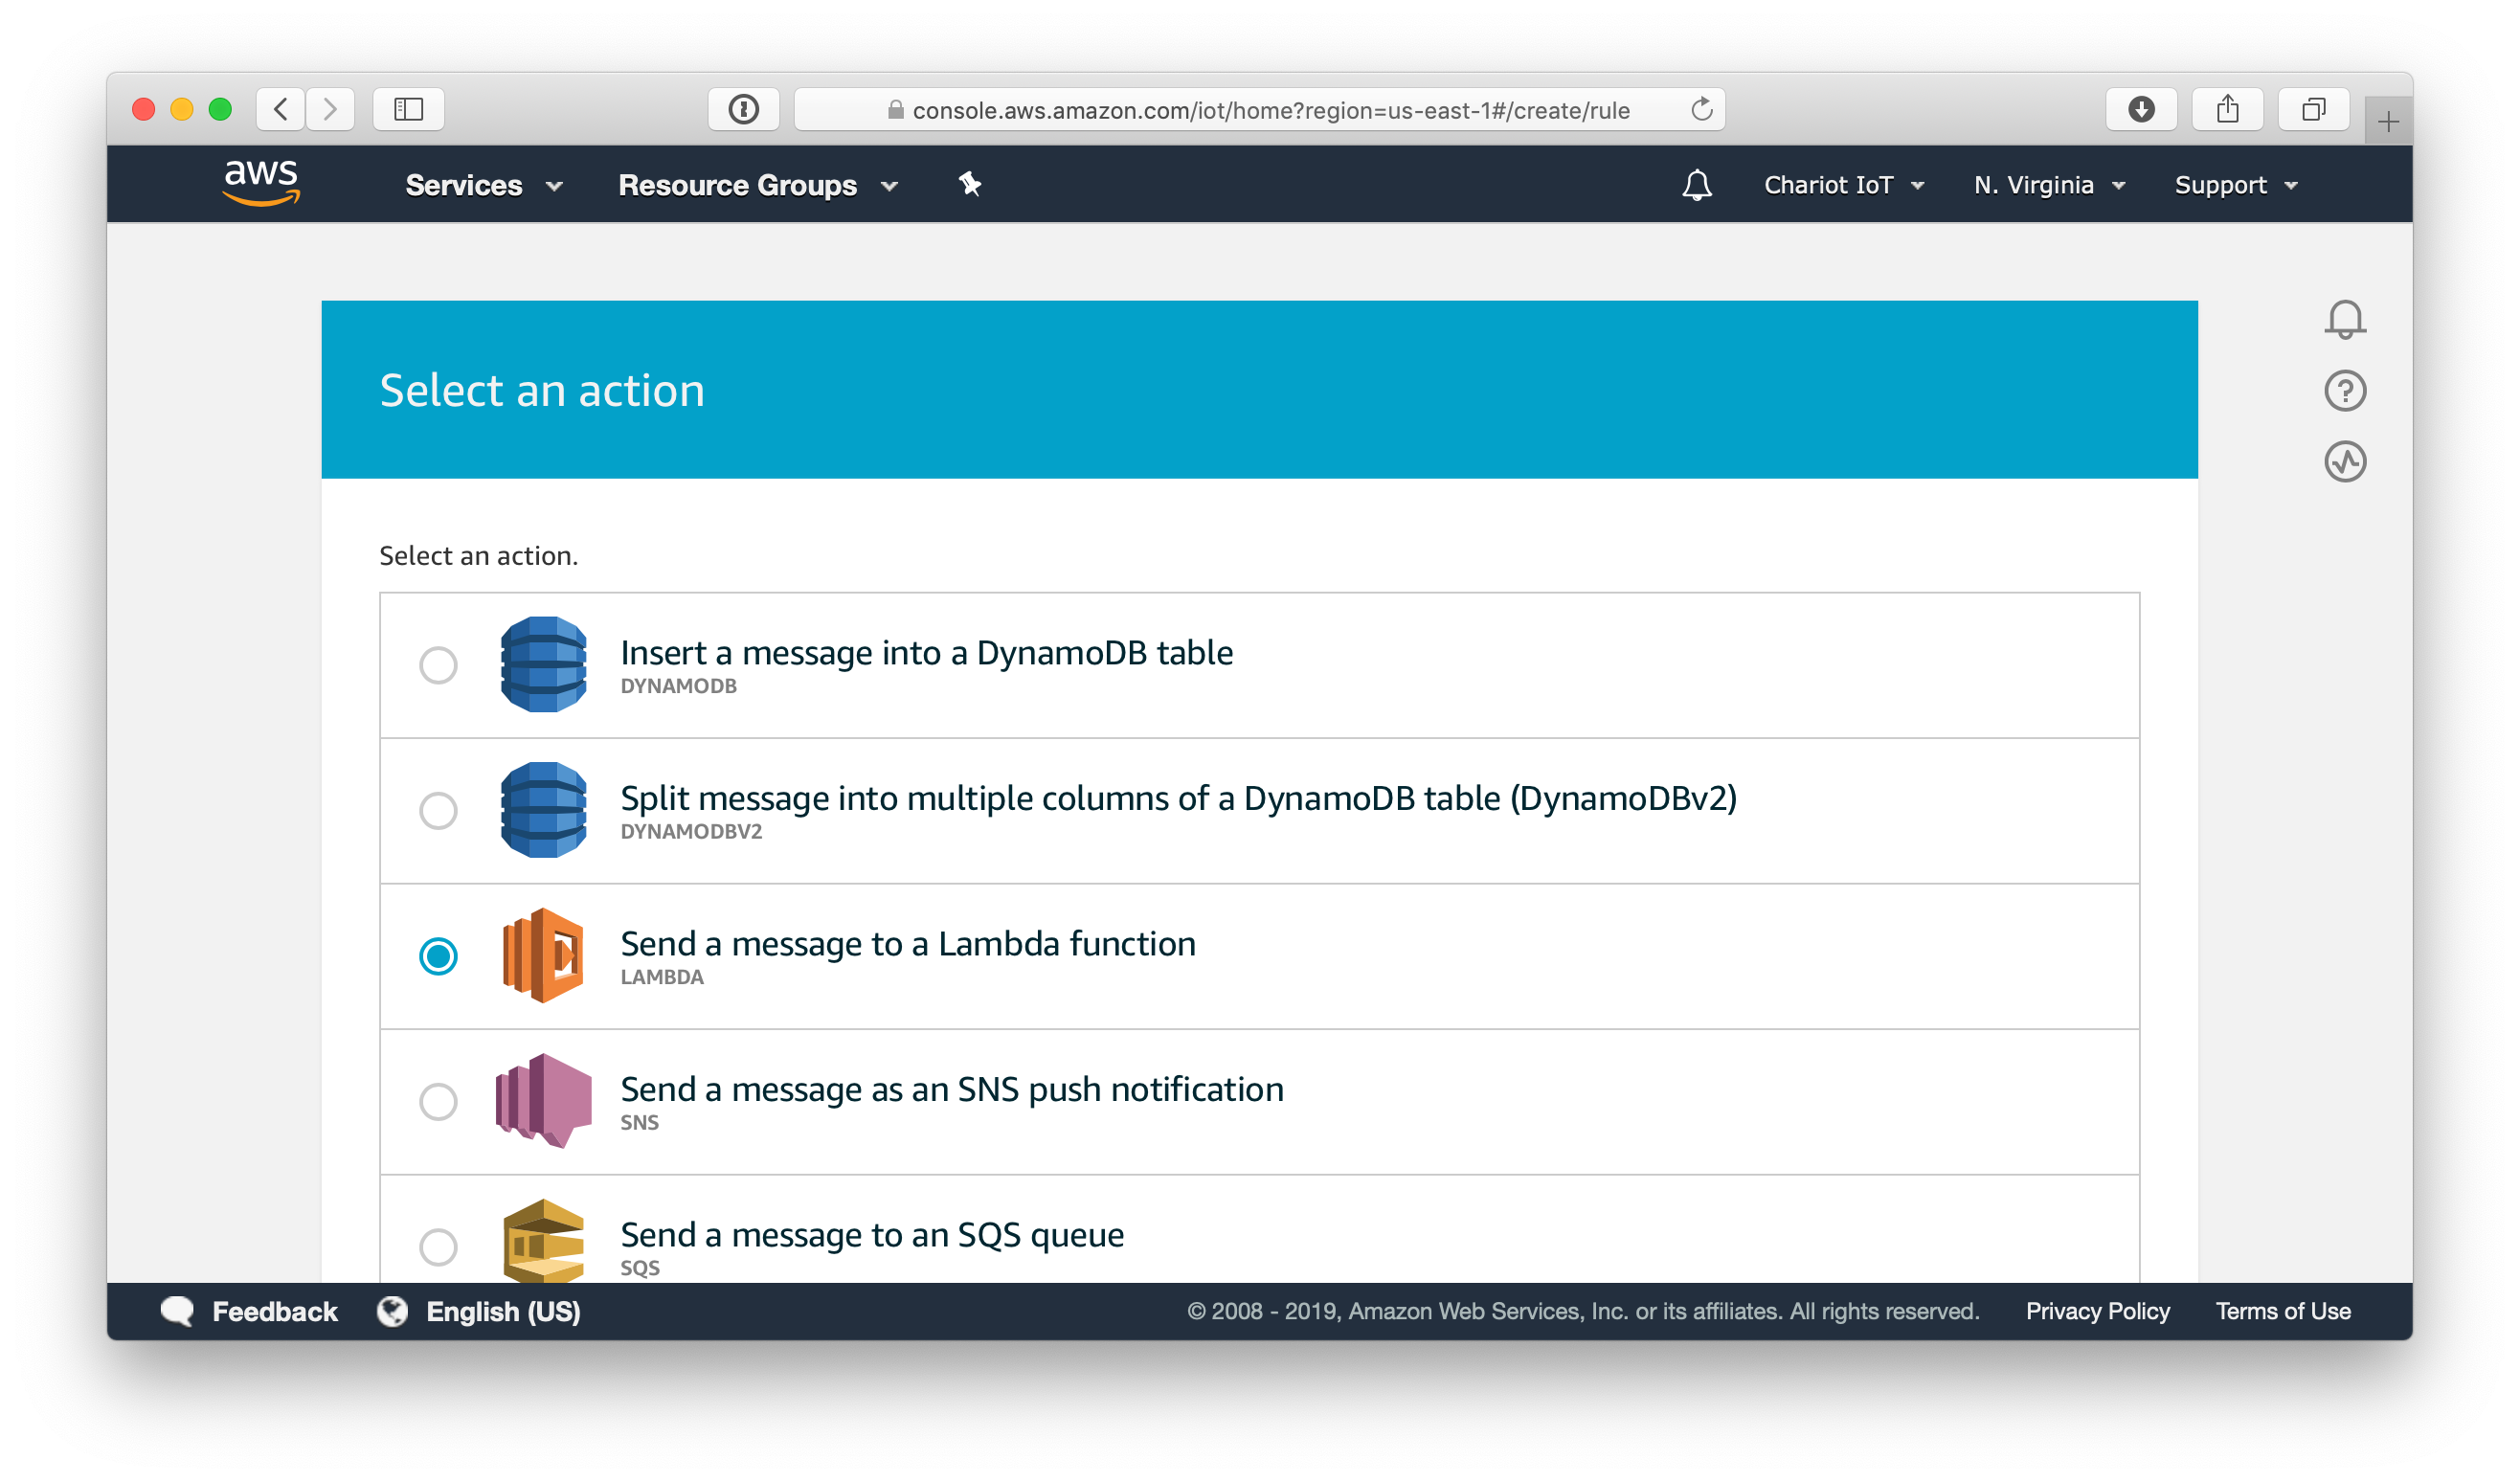 console.aws.amazon.com/iot/home?region=us-east-1#/create/rule
aws Services Resource Groups Chariot IoT N. Virginia Support
Select an action
Select an action.
Insert a message into a DynamoDB table
DYNAMODB
Split message into multiple columns of a DynamoDB table (DynamoDBv2)
DYNAMODBV2
Send a message to a Lambda function
LAMBDA
Send a message as an SNS push notification
SNS
Send a message to an SQS queue
SQS
Feedback English (US) © 2008 - 2019, Amazon Web Services, Inc. or its affiliates. All rights reserved. Privacy Policy Terms of Use